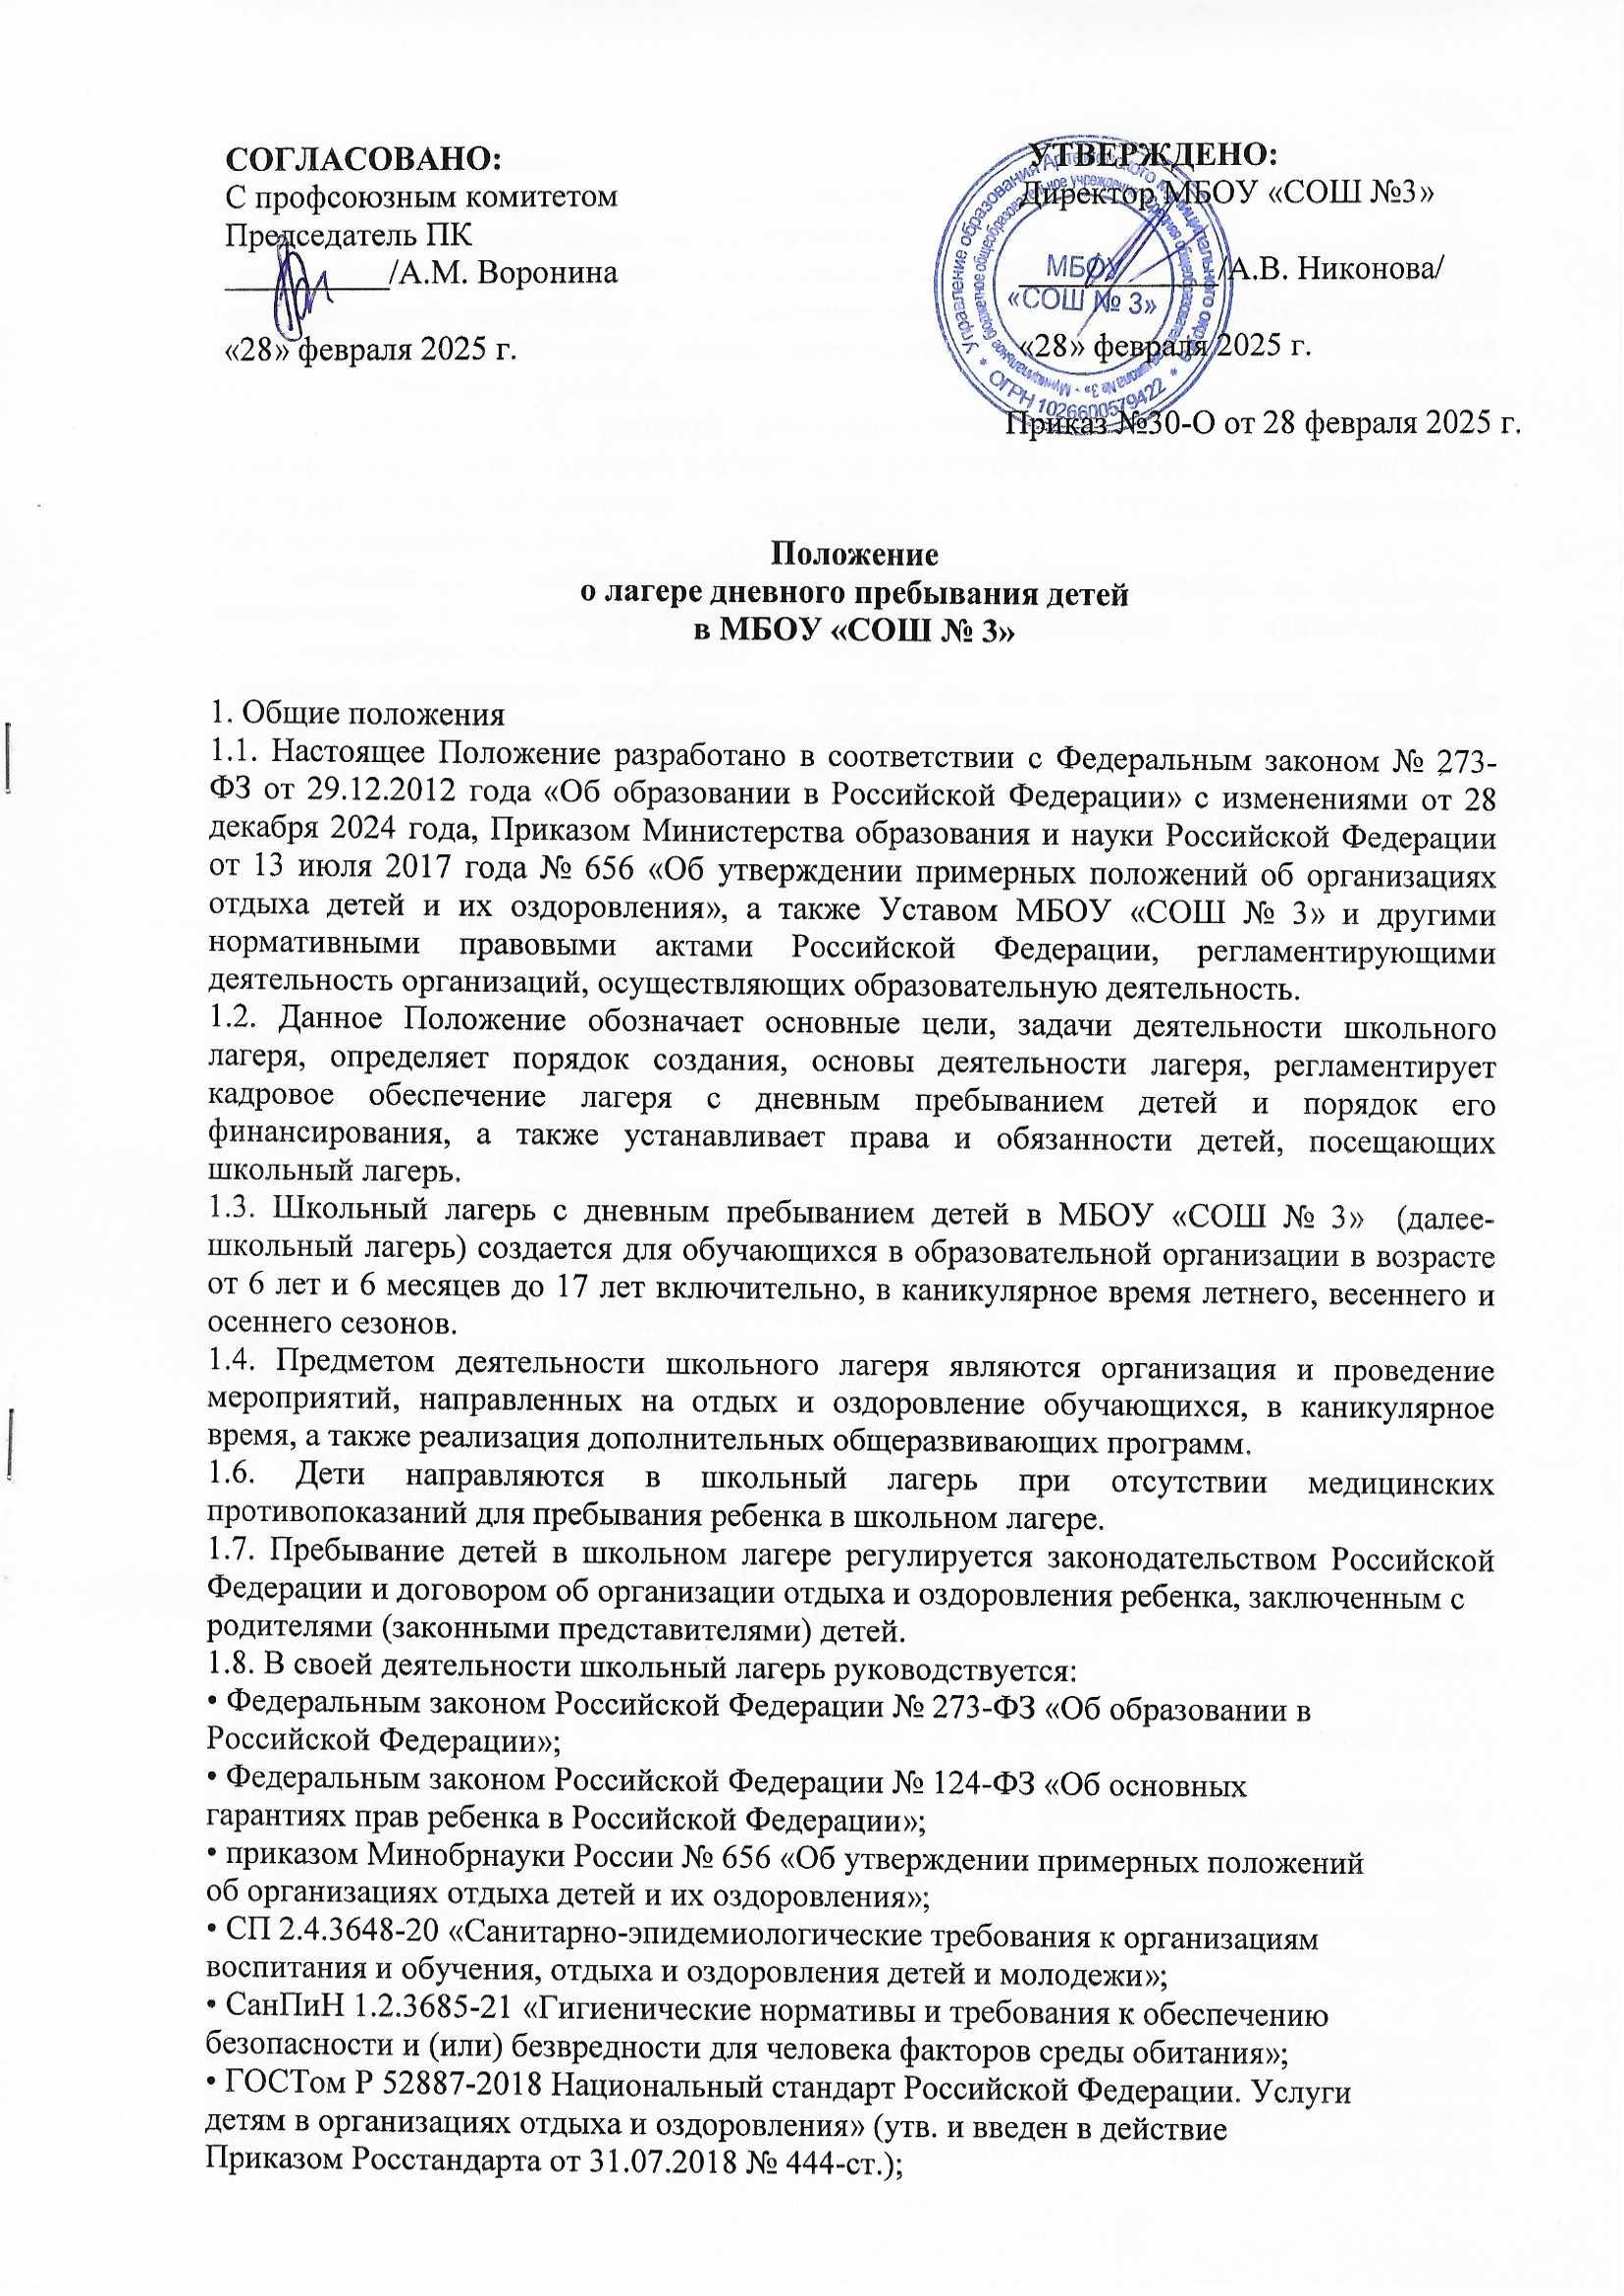 СОГЛАСОВАНО:
С профсоюзным комитетом
Председатель ПК
__________/А.М. Воронина
«28» февраля 2025 г.
УТВЕРЖДЕНО:
Директор МБОУ «СОШ №3»
____________/А.В. Никонова/
«28» февраля 2025 г.
Приказ №30-О от 28 февраля 2025 г.
Управление образования Артемовского муниципального округа
ОГРН 1026600579422
МБОУ
«СОШ № 3»
Положение
о лагере дневного пребывания детей
в МБОУ «СОШ № 3»
1. Общие положения
1.1. Настоящее Положение разработано в соответствии с Федеральным законом № 273-
ФЗ от 29.12.2012 года «Об образовании в Российской Федерации» с изменениями от 28
декабря 2024 года, Приказом Министерства образования и науки Российской Федерации
от 13 июля 2017 года № 656 «Об утверждении примерных положений об организациях
отдыха детей и их оздоровления», а также Уставом МБОУ «СОШ № 3» и другими
нормативными правовыми актами Российской Федерации, регламентирующими
деятельность организаций, осуществляющих образовательную деятельность.
1.2. Данное Положение обозначает основные цели, задачи деятельности школьного
лагеря, определяет порядок создания, основы деятельности лагеря, регламентирует
кадровое обеспечение лагеря с дневным пребыванием детей и порядок его
финансирования, а также устанавливает права и обязанности детей, посещающих
школьный лагерь.
1.3. Школьный лагерь с дневным пребыванием детей в МБОУ «СОШ № 3» (далее-
школьный лагерь) создается для обучающихся в образовательной организации в возрасте
от 6 лет и 6 месяцев до 17 лет включительно, в каникулярное время летнего, весеннего и
осеннего сезонов.
1.4. Предметом деятельности школьного лагеря являются организация и проведение
мероприятий, направленных на отдых и оздоровление обучающихся, в каникулярное
время, а также реализация дополнительных общеразвивающих программ.
1.6. Дети направляются в школьный лагерь при отсутствии медицинских
противопоказаний для пребывания ребенка в школьном лагере.
1.7. Пребывание детей в школьном лагере регулируется законодательством Российской
Федерации и договором об организации отдыха и оздоровления ребенка, заключенным с
родителями (законными представителями) детей.
1.8. В своей деятельности школьный лагерь руководствуется:
• Федеральным законом Российской Федерации № 273-ФЗ «Об образовании в
Российской Федерации»;
• Федеральным законом Российской Федерации № 124-ФЗ «Об основных
гарантиях прав ребенка в Российской Федерации»;
• приказом Минобрнауки России № 656 «Об утверждении примерных положений
об организациях отдыха детей и их оздоровления»;
• СП 2.4.3648-20 «Санитарно-эпидемиологические требования к организациям
воспитания и обучения, отдыха и оздоровления детей и молодежи»;
• СанПиН 1.2.3685-21 «Гигиенические нормативы и требования к обеспечению
безопасности и (или) безвредности для человека факторов среды обитания»;
• ГОСТом Р 52887-2018 Национальный стандарт Российской Федерации. Услуги
детям в организациях отдыха и оздоровления» (утв. и введен в действие
Приказом Росстандарта от 31.07.2018 № 444-ст.);